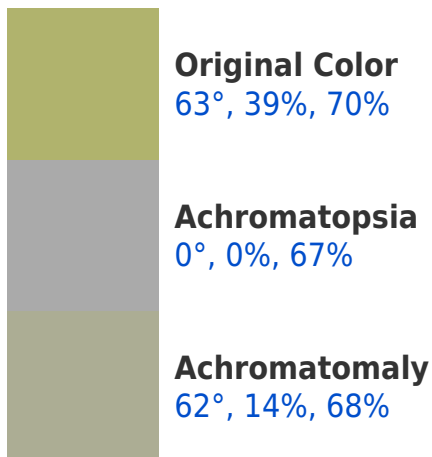 Original Color
63°, 39%, 70%
Achromatopsia
0°, 0%, 67%
Achromatomaly
62°, 14%, 68%